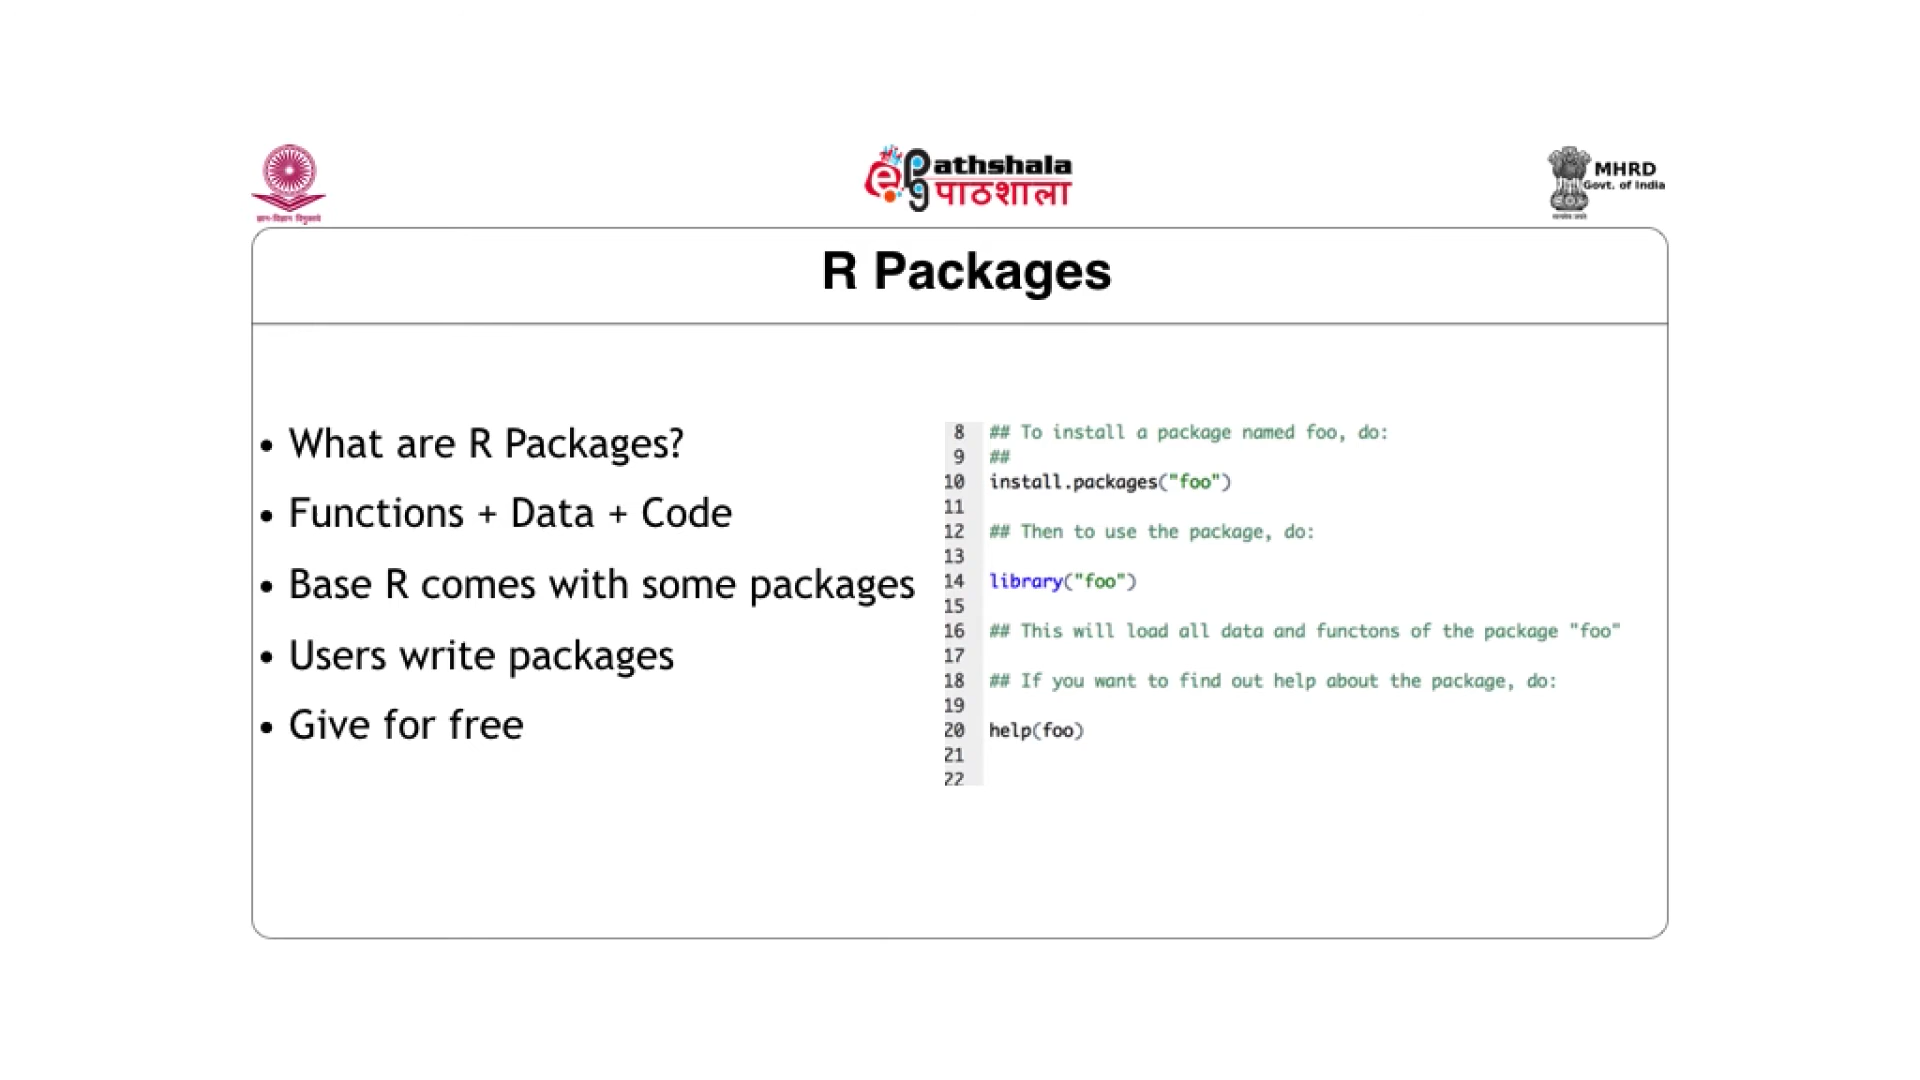 ज्ञान-विज्ञान विमुक्तये
ePG Pathshala
पाठशाला
MHRD
Govt. of India
R Packages
• What are R Packages?
• Functions + Data + Code
• Base R comes with some packages
• Users write packages
• Give for free
8 ## To install a package named foo, do:
9 ##
10 install.packages("foo")
11
12 ## Then to use the package, do:
13
14 library("foo")
15
16 ## This will load all data and functons of the package "foo"
17
18 ## If you want to find out help about the package, do:
19
20 help(foo)
21
22